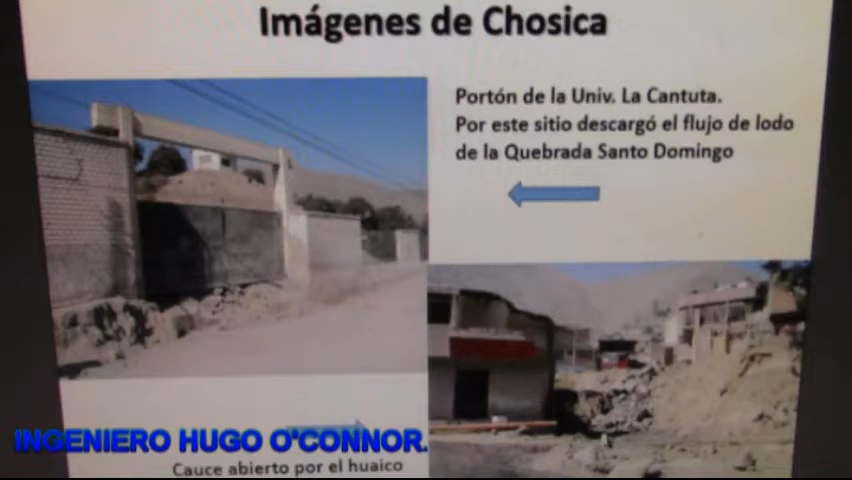 Imágenes de Chosica
Portón de la Univ. La Cantuta.
Por este sitio descargó el flujo de lodo
de la Quebrada Santo Domingo
INGENIERO HUGO O'CONNOR.
Cauce abierto por el huaico